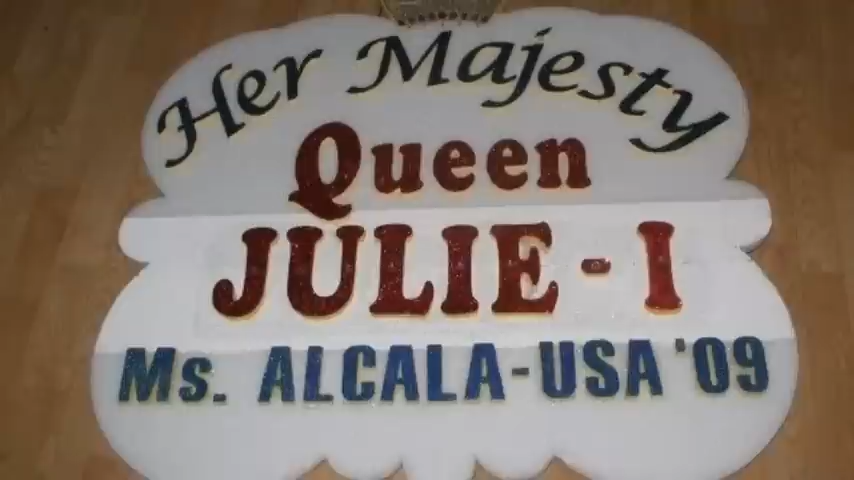 Her Majesty
Queen
JULIE - I
Ms. ALCALA-USA '09